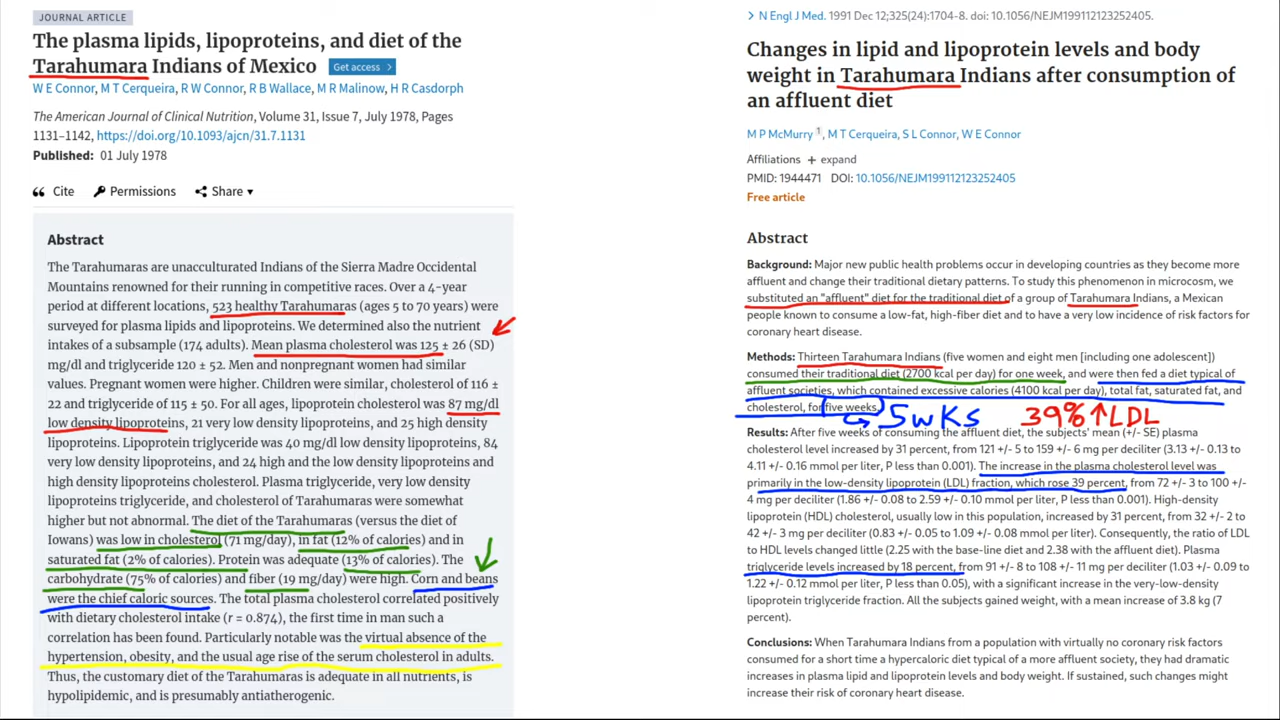 JOURNAL ARTICLE
The plasma lipids, lipoproteins, and diet of the
Tarahumara Indians of Mexico Get access >
W E Connor, M T Cerqueira, R W Connor, R B Wallace, M R Malinow, H R Casdorph
The American Journal of Clinical Nutrition, Volume 31, Issue 7, July 1978, Pages
1131–1142, https://doi.org/10.1093/ajcn/31.7.1131
Published: 01 July 1978
Cite Permissions Share
Abstract
The Tarahumaras are unacculturated Indians of the Sierra Madre Occidental
Mountains renowned for their running in competitive races. Over a 4-year
period at different locations, 523 healthy Tarahumaras (ages 5 to 70 years) were
surveyed for plasma lipids and lipoproteins. We determined also the nutrient
intakes of a subsample (174 adults). Mean plasma cholesterol was 125 ± 26 (SD)
mg/dl and triglyceride 120 ± 52. Men and nonpregnant women had similar
values. Pregnant women were higher. Children were similar, cholesterol of 116 ±
22 and triglyceride of 115 ± 50. For all ages, lipoprotein cholesterol was 87 mg/dl
low density lipoproteins, 21 very low density lipoproteins, and 25 high density
lipoproteins. Lipoprotein triglyceride was 40 mg/dl low density lipoproteins, 84
very low density lipoproteins, and 24 high and the low density lipoproteins and
high density lipoproteins cholesterol. Plasma triglyceride, very low density
lipoproteins triglyceride, and cholesterol of Tarahumaras were somewhat
higher but not abnormal. The diet of the Tarahumaras (versus the diet of
Iowans) was low in cholesterol (71 mg/day), in fat (12% of calories) and in
saturated fat (2% of calories). Protein was adequate (13% of calories). The
carbohydrate (75% of calories) and fiber (19 mg/day) were high. Corn and beans
were the chief caloric sources. The total plasma cholesterol correlated positively
with dietary cholesterol intake (r = 0.874), the first time in man such a
correlation has been found. Particularly notable was the virtual absence of the
hypertension, obesity, and the usual age rise of the serum cholesterol in adults.
Thus, the customary diet of the Tarahumaras is adequate in all nutrients, is
hypolipidemic, and is presumably antiatherogenic.
> N Engl J Med. 1991 Dec 12;325(24):1704-8. doi: 10.1056/NEJM199112123252405.
Changes in lipid and lipoprotein levels and body
weight in Tarahumara Indians after consumption of
an affluent diet
M P McMurry 1, M T Cerqueira, S L Connor, W E Connor
Affiliations + expand
PMID: 1944471 DOI: 10.1056/NEJM199112123252405
Free article
Abstract
Background: Major new public health problems occur in developing countries as they become more
affluent and change their traditional dietary patterns. To study this phenomenon in microcosm, we
substituted an "affluent" diet for the traditional diet of a group of Tarahumara Indians, a Mexican
people known to consume a low-fat, high-fiber diet and to have a very low incidence of risk factors for
coronary heart disease.
Methods: Thirteen Tarahumara Indians (five women and eight men [including one adolescent])
consumed their traditional diet (2700 kcal per day) for one week, and were then fed a diet typical of
affluent societies, which contained excessive calories (4100 kcal per day), total fat, saturated fat, and
cholesterol, for five weeks.
5 wKs 39% ↑ LDL
Results: After five weeks of consuming the affluent diet, the subjects' mean (+/- SE) plasma
cholesterol level increased by 31 percent, from 121 +/- 5 to 159 +/- 6 mg per deciliter (3.13 +/- 0.13 to
4.11 +/- 0.16 mmol per liter, P less than 0.001). The increase in the plasma cholesterol level was
primarily in the low-density lipoprotein (LDL) fraction, which rose 39 percent, from 72 +/- 3 to 100 +/-
4 mg per deciliter (1.86 +/- 0.08 to 2.59 +/- 0.10 mmol per liter, P less than 0.001). High-density
lipoprotein (HDL) cholesterol, usually low in this population, increased by 31 percent, from 32 +/- 2 to
42 +/- 3 mg per deciliter (0.83 +/- 0.05 to 1.09 +/- 0.08 mmol per liter). Consequently, the ratio of LDL
to HDL levels changed little (2.25 with the base-line diet and 2.38 with the affluent diet). Plasma
triglyceride levels increased by 18 percent, from 91 +/- 8 to 108 +/- 11 mg per deciliter (1.03 +/- 0.09 to
1.22 +/- 0.12 mmol per liter, P less than 0.05), with a significant increase in the very-low-density
lipoprotein triglyceride fraction. All the subjects gained weight, with a mean increase of 3.8 kg (7
percent).
Conclusions: When Tarahumara Indians from a population with virtually no coronary risk factors
consumed for a short time a hypercaloric diet typical of a more affluent society, they had dramatic
increases in plasma lipid and lipoprotein levels and body weight. If sustained, such changes might
increase their risk of coronary heart disease.